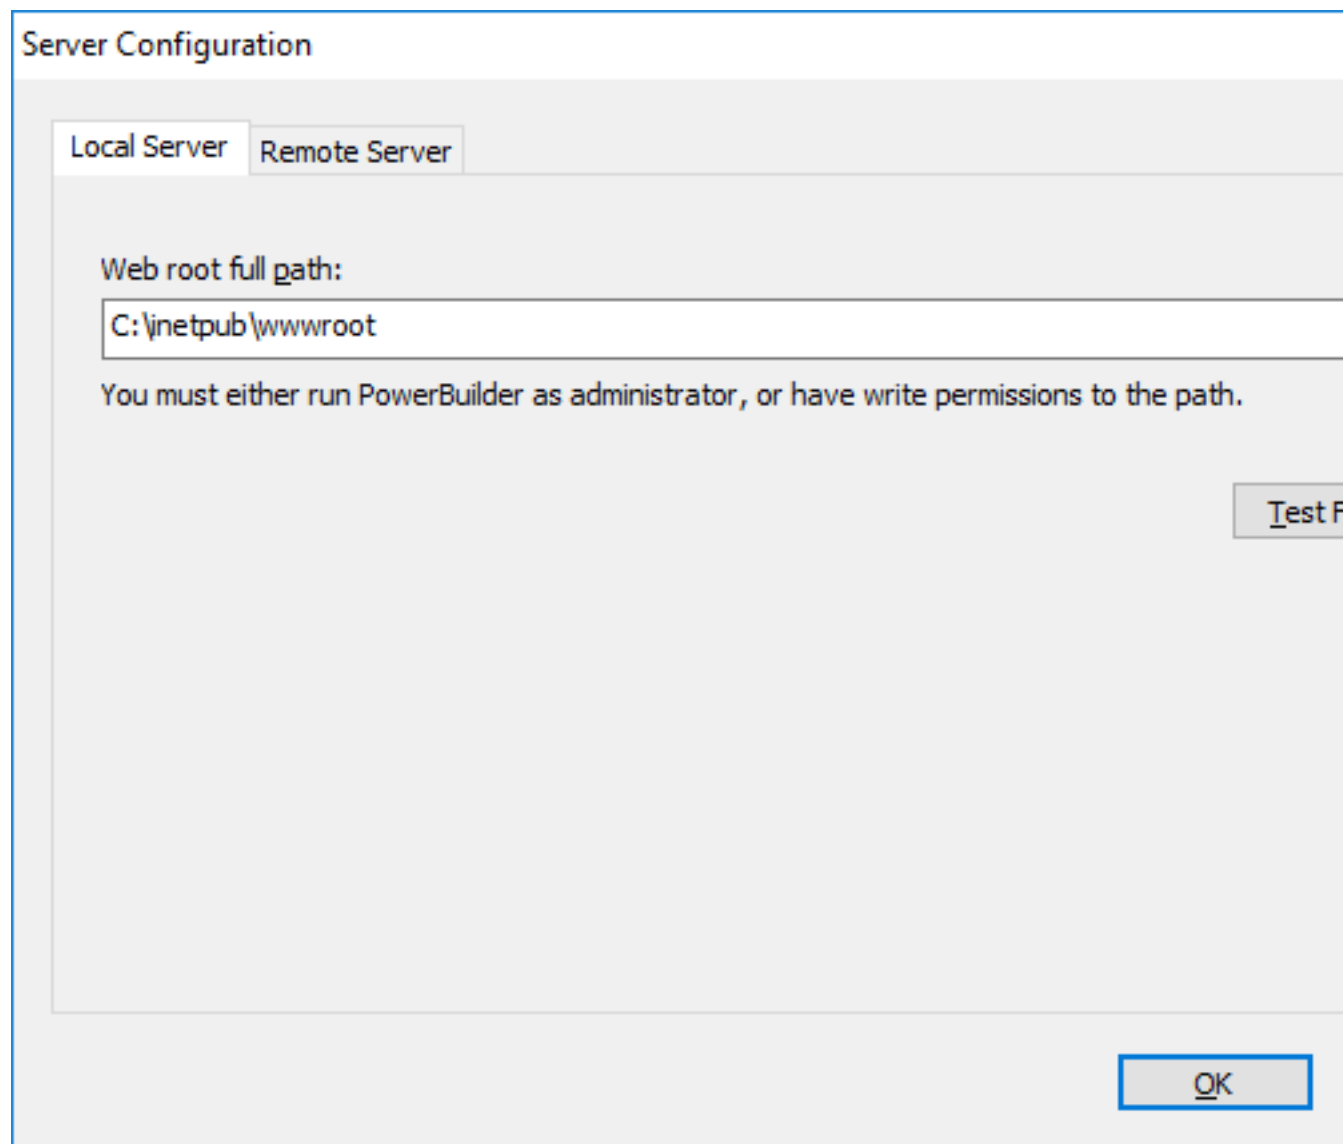 Server Configuration
Local Server Remote Server
Web root full path:
C:\inetpub\wwwroot
You must either run PowerBuilder as administrator, or have write permissions to the path.
Test
OK